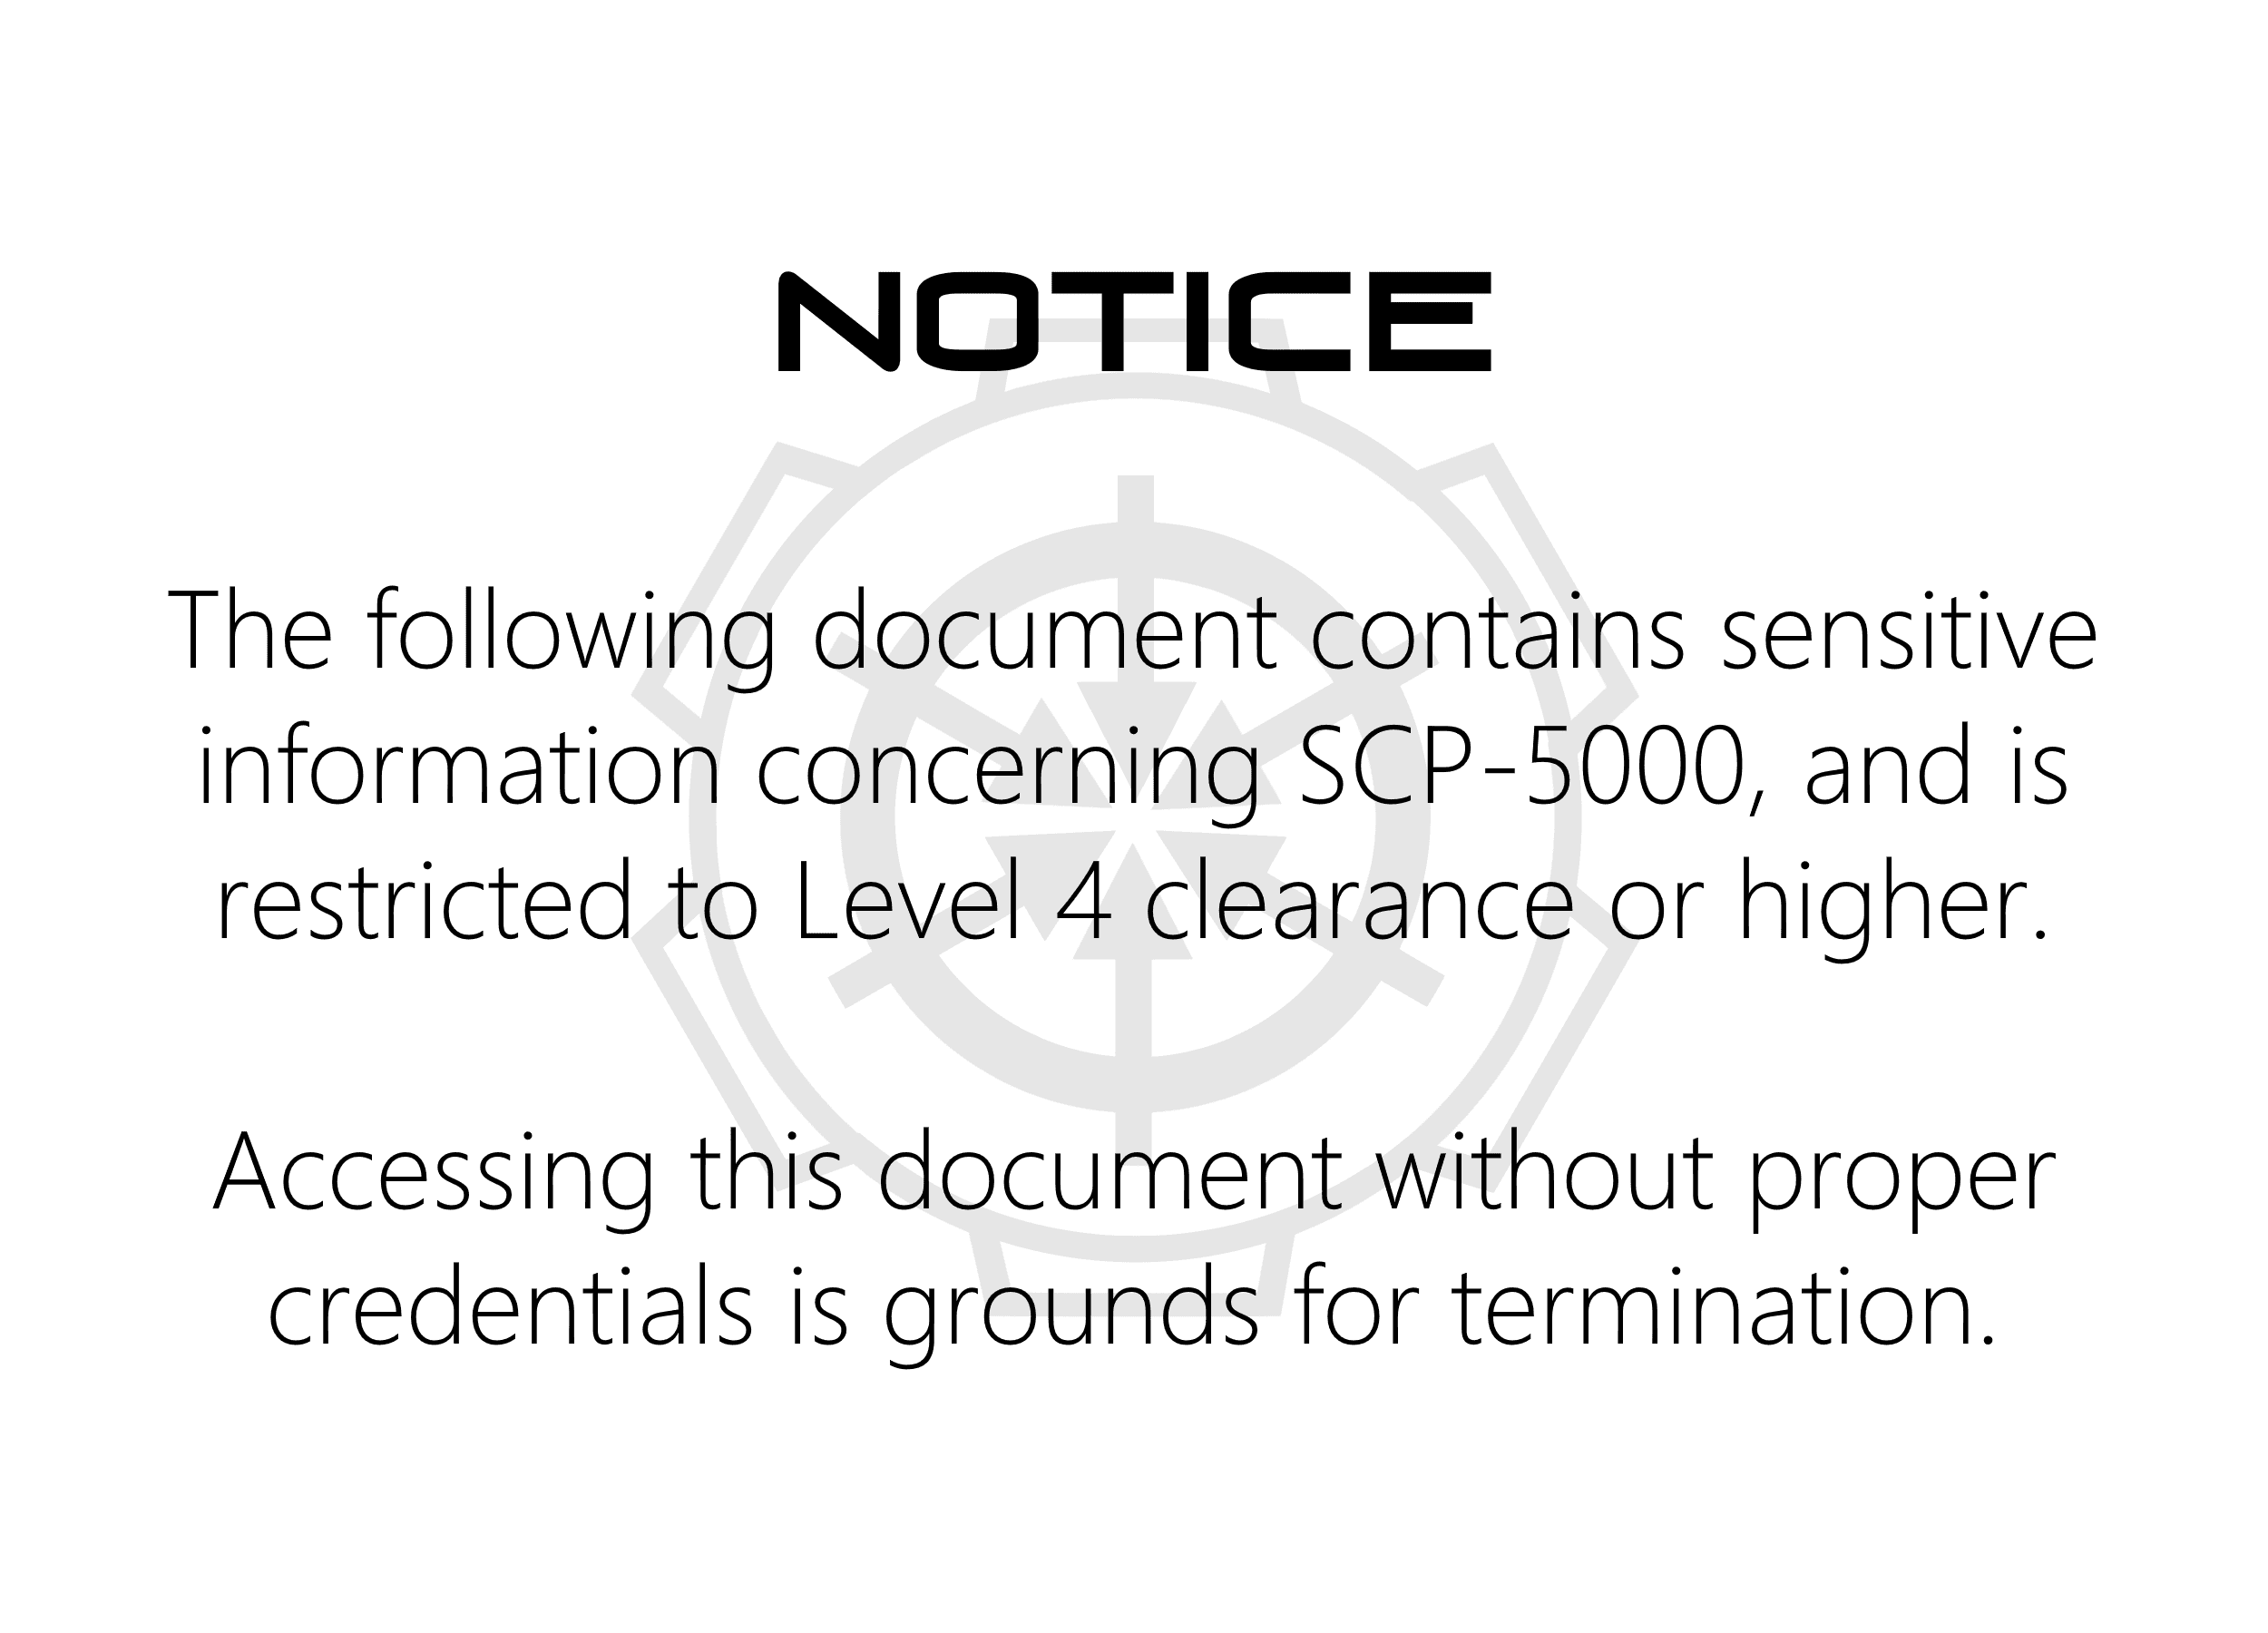 NOTICE
The following document contains sensitive
information concerning SCP-5000, and is
restricted to Level 4 clearance or higher.
Accessing this document without proper
credentials is grounds for termination.